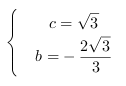 c = √3
b = − 2√3/3